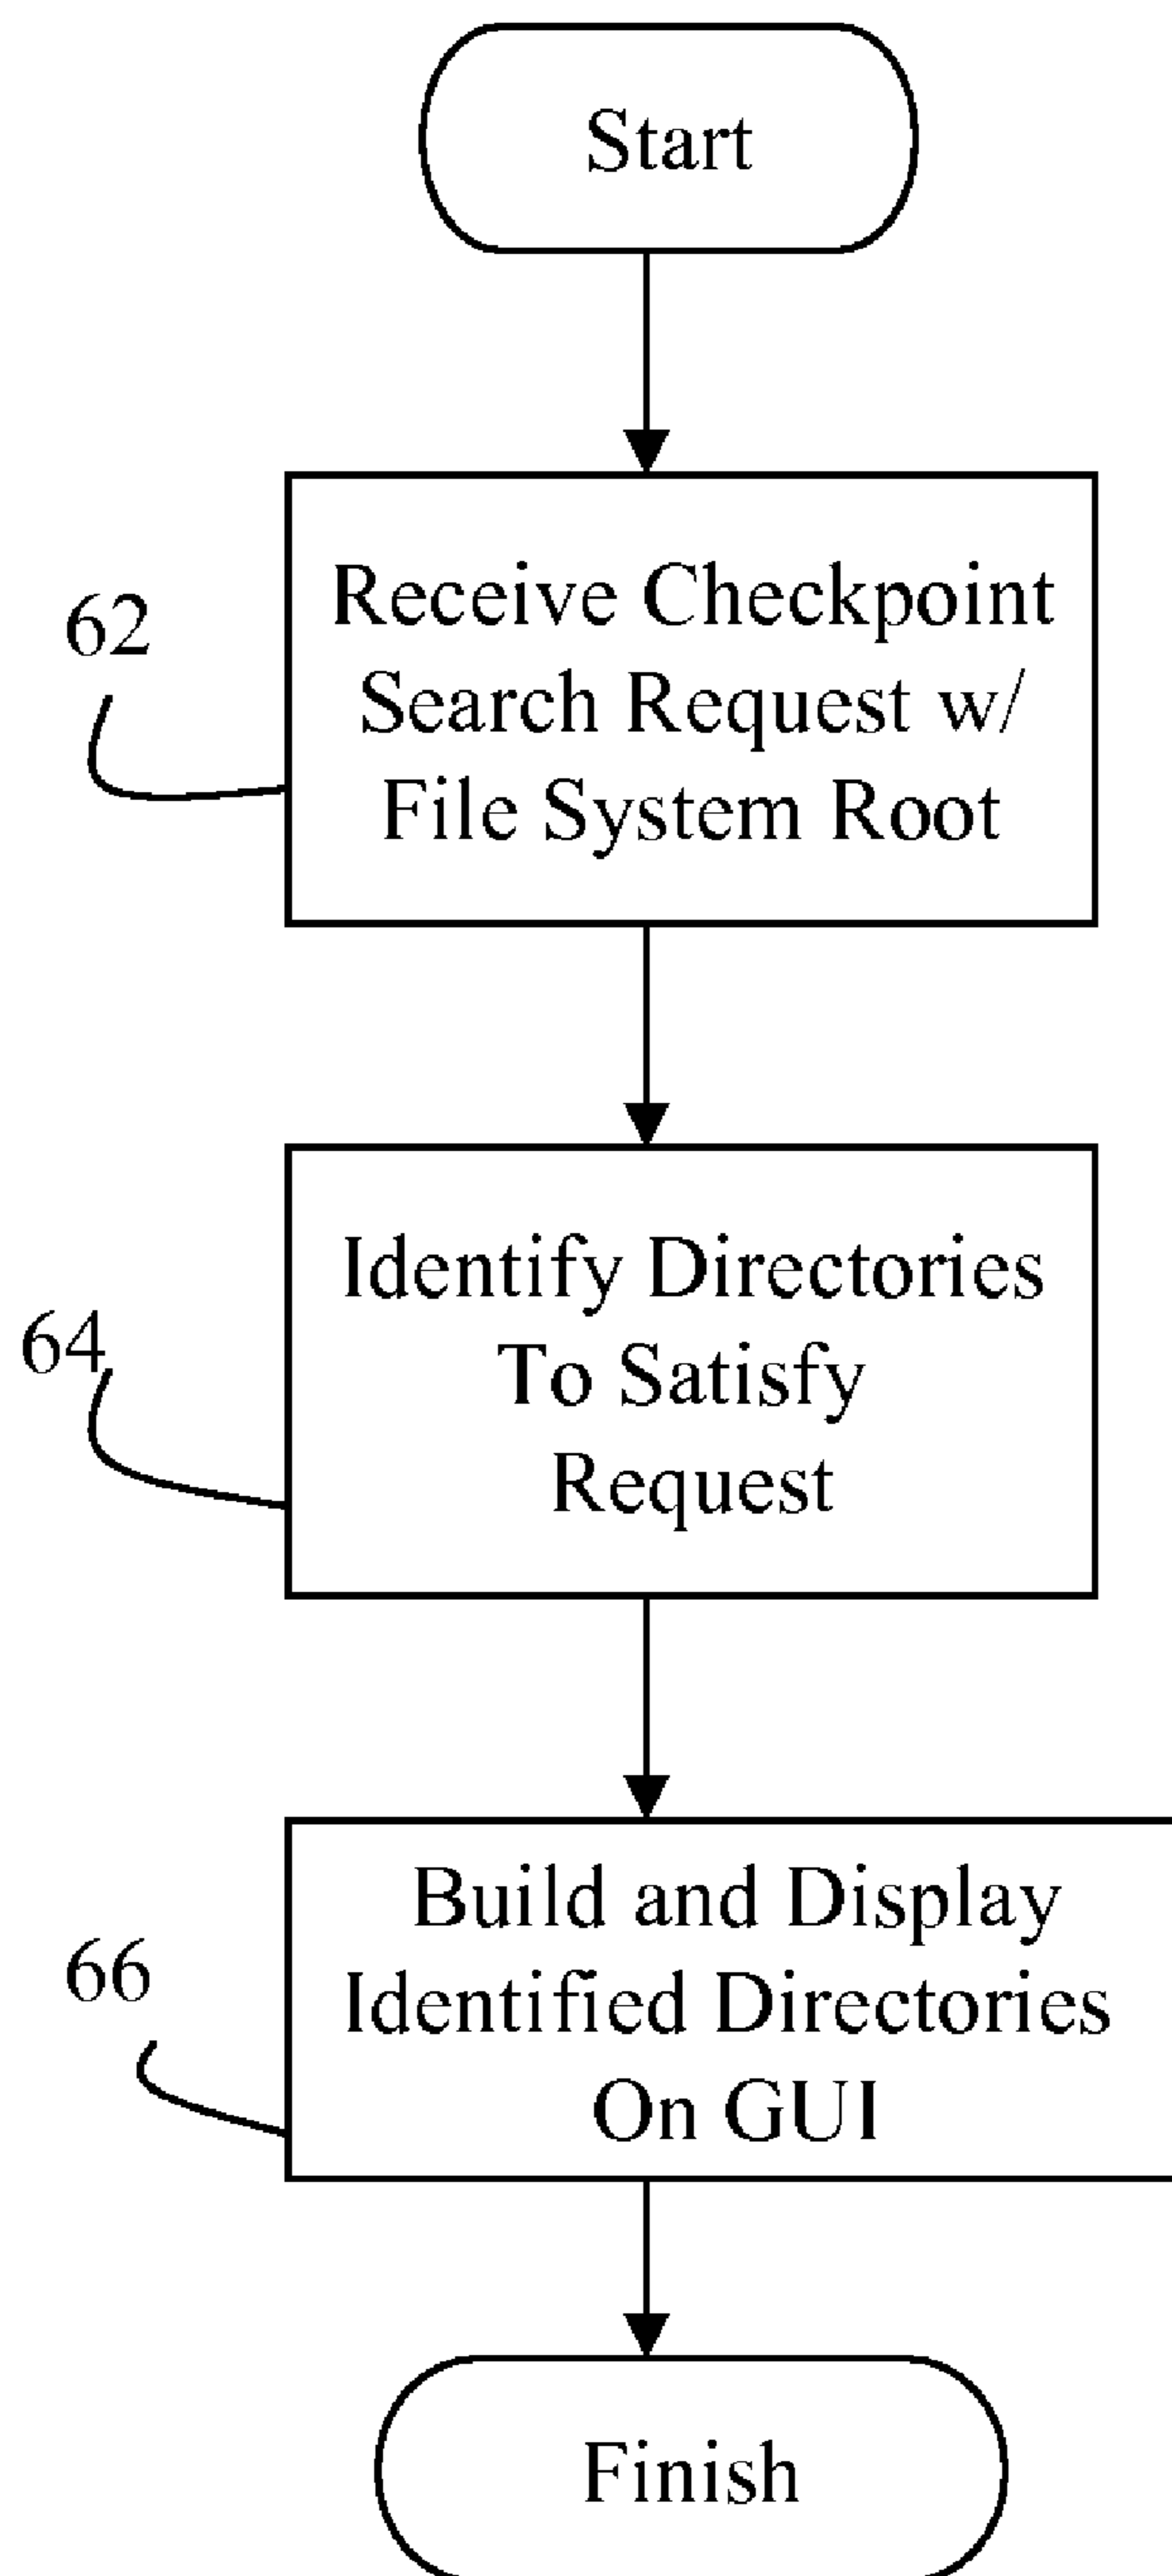 Start
62
Receive Checkpoint
Search Request w/
File System Root
64
Identify Directories
To Satisfy
Request
66
Build and Display
Identified Directories
On GUI
Finish